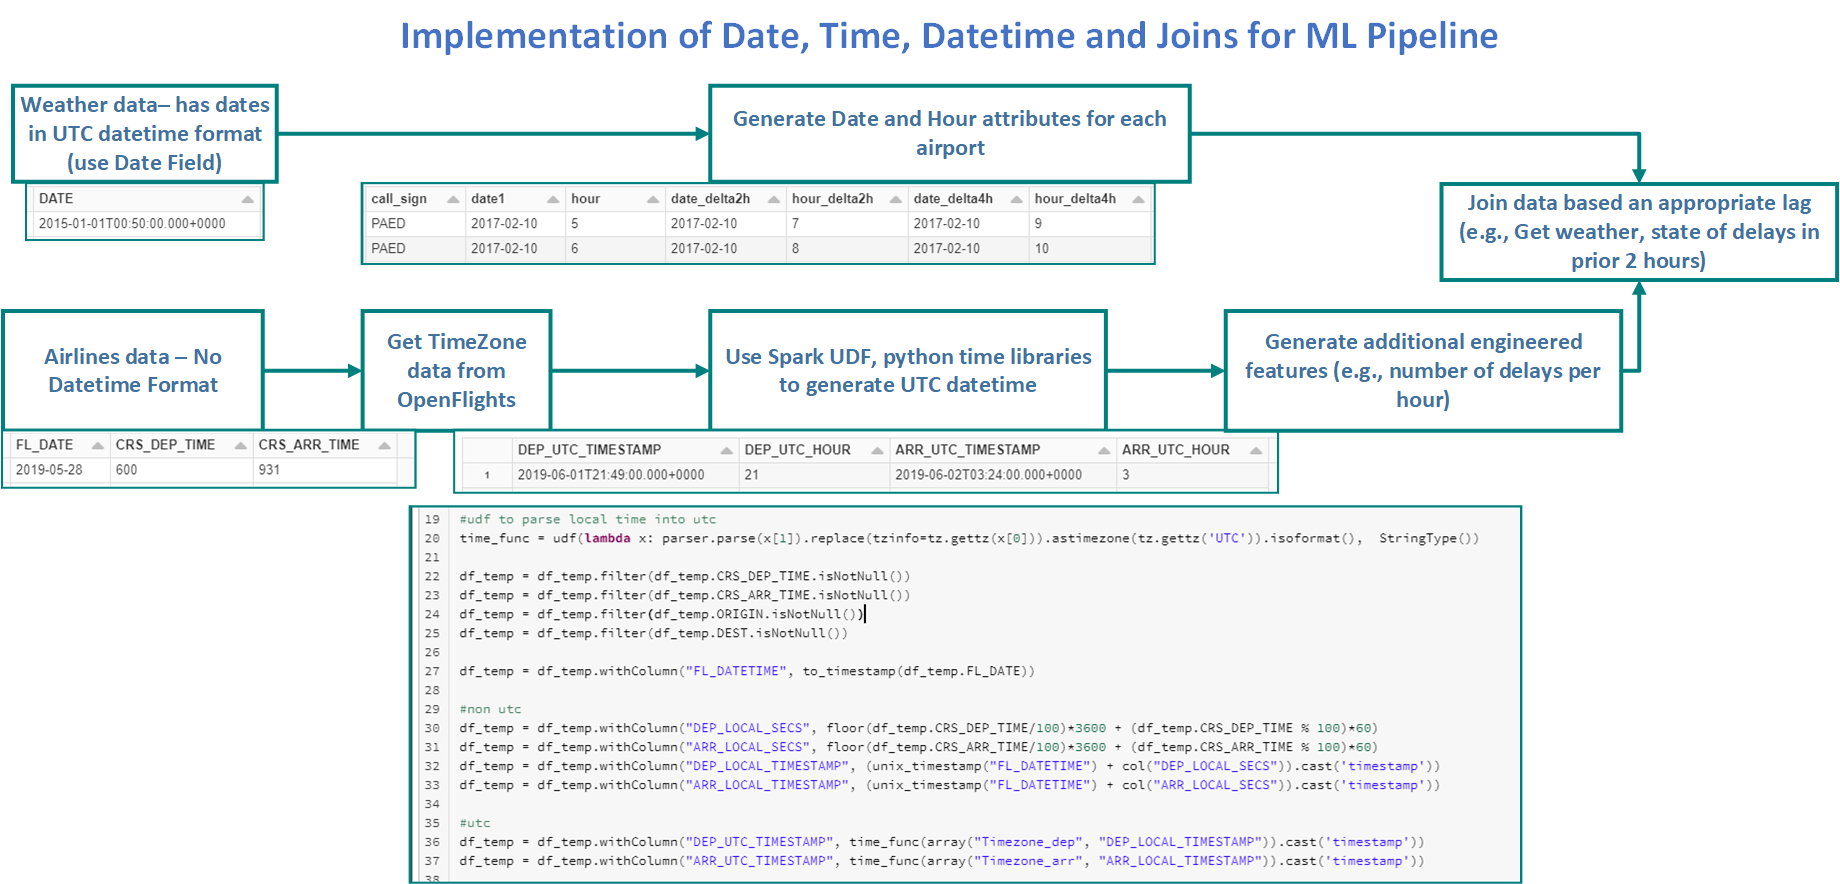 Implementation of Date, Time, Datetime and Joins for ML Pipeline
Weather data– has dates
in UTC datetime format
(use Date Field)
DATE
2015-01-01T00:50:00.000+0000
Generate Date and Hour attributes for each
airport
call_sign date1 hour date_delta2h hour_delta2h date_delta4h hour_delta4h
PAED 2017-02-10 5 2017-02-10 7 2017-02-10 9
PAED 2017-02-10 6 2017-02-10 8 2017-02-10 10
Join data based an appropriate lag
(e.g., Get weather, state of delays in
prior 2 hours)
Airlines data – No
Datetime Format
FL_DATE CRS_DEP_TIME CRS_ARR_TIME
2019-05-28 600 931
Get TimeZone
data from
OpenFlights
Use Spark UDF, python time libraries
to generate UTC datetime
DEP_UTC_TIMESTAMP DEP_UTC_HOUR ARR_UTC_TIMESTAMP ARR_UTC_HOUR
1 2019-06-01T21:49:00.000+0000 21 2019-06-02T03:24:00.000+0000 3
Generate additional engineered
features (e.g., number of delays per
hour)
19 #udf to parse local time into utc
20 time_func = udf(lambda x: parser.parse(x[1]).replace(tzinfo=tz.gettz(x[0])).astimezone(tz.gettz('UTC')).isoformat(),  StringType())
21
22 df_temp = df_temp.filter(df_temp.CRS_DEP_TIME.isNotNull())
23 df_temp = df_temp.filter(df_temp.CRS_ARR_TIME.isNotNull())
24 df_temp = df_temp.filter(df_temp.ORIGIN.isNotNull())
25 df_temp = df_temp.filter(df_temp.DEST.isNotNull())
26
27 df_temp = df_temp.withColumn("FL_DATETIME", to_timestamp(df_temp.FL_DATE))
28
29 #non utc
30 df_temp = df_temp.withColumn("DEP_LOCAL_SECS", floor(df_temp.CRS_DEP_TIME/100)*3600 + (df_temp.CRS_DEP_TIME % 100)*60)
31 df_temp = df_temp.withColumn("ARR_LOCAL_SECS", floor(df_temp.CRS_ARR_TIME/100)*3600 + (df_temp.CRS_ARR_TIME % 100)*60)
32 df_temp = df_temp.withColumn("DEP_LOCAL_TIMESTAMP", (unix_timestamp("FL_DATETIME") + col("DEP_LOCAL_SECS")).cast('timestamp'))
33 df_temp = df_temp.withColumn("ARR_LOCAL_TIMESTAMP", (unix_timestamp("FL_DATETIME") + col("ARR_LOCAL_SECS")).cast('timestamp'))
34
35 #utc
36 df_temp = df_temp.withColumn("DEP_UTC_TIMESTAMP", time_func(array("Timezone_dep", "DEP_LOCAL_TIMESTAMP")).cast('timestamp'))
37 df_temp = df_temp.withColumn("ARR_UTC_TIMESTAMP", time_func(array("Timezone_arr", "ARR_LOCAL_TIMESTAMP")).cast('timestamp'))
38